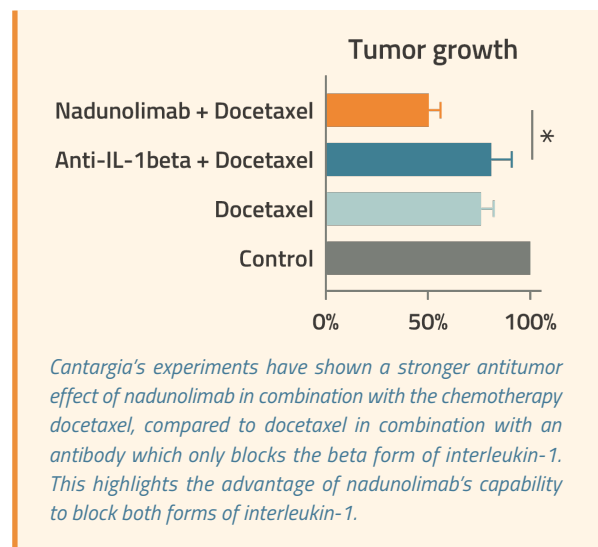 Tumor growth
Nadunolimab + Docetaxel
Anti-IL-1beta + Docetaxel
*
Docetaxel
Control
0% 50% 100%
Cantargia's experiments have shown a stronger antitumor
effect of nadunolimab in combination with the chemotherapy
docetaxel, compared to docetaxel in combination with an
antibody which only blocks the beta form of interleukin-1.
This highlights the advantage of nadunolimab's capability
to block both forms of interleukin-1.